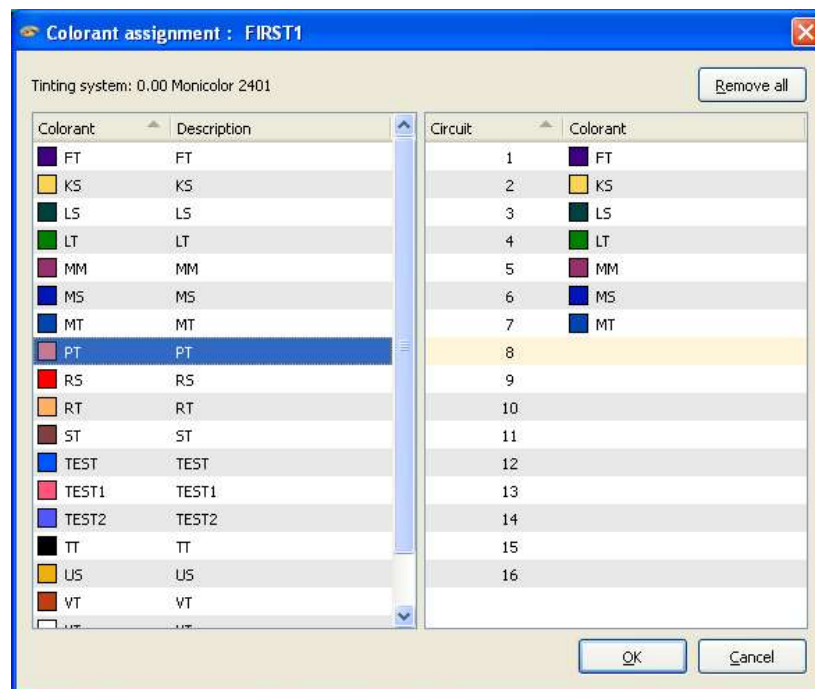 Colorant assignment : FIRST1
Tinting system: 0.00 Monicolor 2401
Remove all
Colorant Description
FT FT
KS KS
LS LS
LT LT
MM MM
MS MS
MT MT
PT PT
RS RS
RT RT
ST ST
TEST TEST
TEST1 TEST1
TEST2 TEST2
TT TT
US US
VT VT
Circuit Colorant
1 FT
2 KS
3 LS
4 LT
5 MM
6 MS
7 MT
8
9
10
11
12
13
14
15
16
OK Cancel